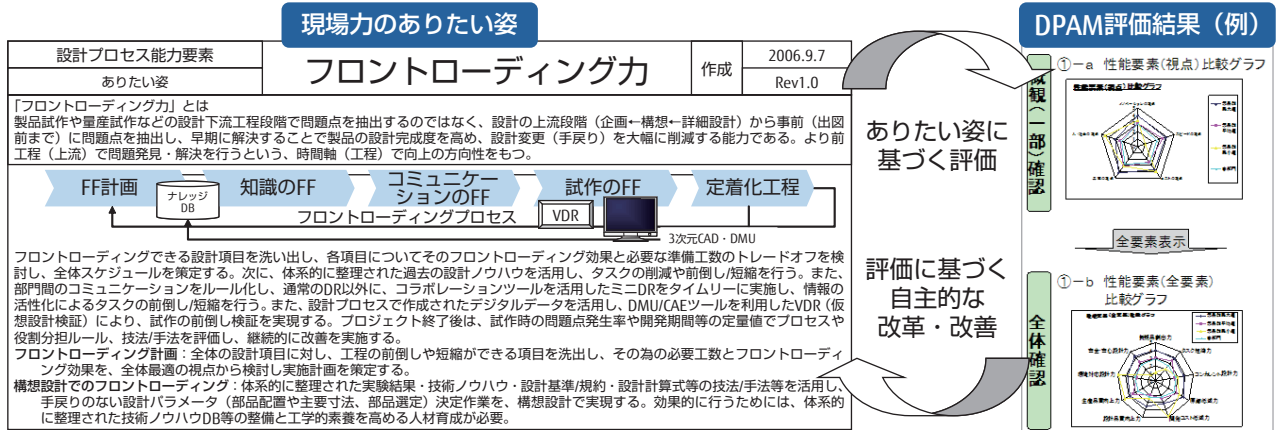 現場力のありたい姿
DPAM評価結果（例）
設計プロセス能力要素
ありたい姿
フロントローディング力
作成
2006.9.7
Rev1.0
「フロントローディング力」とは
製品試作や量産試作などの設計下流工程段階で問題点を抽出するのではなく、設計の上流段階（企画←構想←詳細設計）から事前（出図
前まで）に問題点を抽出し、早期に解決することで製品の設計完成度を高め、設計変更（手戻り）を大幅に削減する能力である。より前
工程（上流）で問題発見・解決を行うという、時間軸（工程）で向上の方向性をもつ。
FF計画
ナレッジ
DB
知識のFF
コミュニケー
ションのFF
試作のFF
定着化工程
フロントローディングプロセス
VDR
3次元CAD・DMU
フロントローディングできる設計項目を洗い出し、各項目についてそのフロントローディング効果と必要な準備工数のトレードオフを検
討し、全体スケジュールを策定する。次に、体系的に整理された過去の設計ノウハウを活用し、タスクの削減や前倒し/短縮を行う。また、
部門間のコミュニケーションをルール化し、通常のDR以外に、コラボレーションツールを活用したミニDRをタイムリーに実施し、情報の
活性化によるタスクの前倒し/短縮を行う。また、設計プロセスで作成されたデジタルデータを活用し、DMU/CAEツールを利用したVDR（仮
想設計検証）により、試作の前倒し検証を実現する。プロジェクト終了後は、試作時の問題点発生率や開発期間等の定量値でプロセスや
役割分担ルール、技法/手法を評価し、継続的に改善を実施する。
フロントローディング計画：全体の設計項目に対し、工程の前倒しや短縮ができる項目を洗出し、その為の必要工数とフロントローディ
ング効果を、全体最適の視点から検討し実施計画を策定する。
構想設計でのフロントローディング：体系的に整理された実験結果・技術ノウハウ・設計基準/規約・設計計算式等の技法/手法等を活用し、
手戻りのない設計パラメータ（部品配置や主要寸法、部品選定）決定作業を、構想設計で実現する。効果的に行うためには、体系的
に整理された技術ノウハウDB等の整備と工学的素養を高める人材育成が必要。
ありたい姿に
基づく評価
評価に基づく
自主的な
改革・改善
観（一部）確認
①－a 性能要素（視点）比較グラフ
性能要素（視点）比較グラフ
全要素表示
全体確認
①－b 性能要素（全要素）
比較グラフ